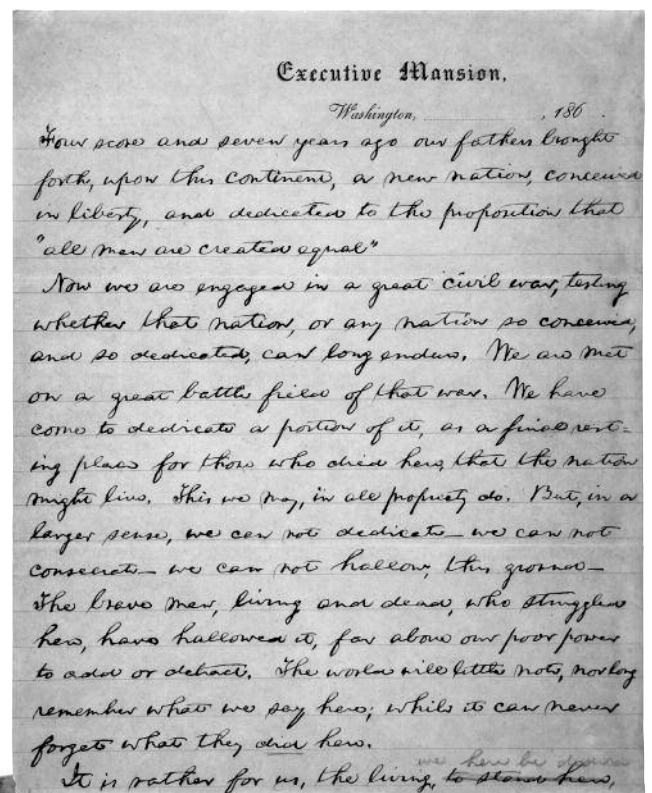 Executive Mansion,
Washington, , 186 .
Four score and seven years ago our fathers brought
forth, upon this continent, a new nation, conceived
in liberty, and dedicated to the proposition that
"all men are created equal"
Now we are engaged in a great civil war, testing
whether that nation, or any nation so conceived,
and so dedicated, can long endure. We are met
on a great battle field of that war. We have
come to dedicate a portion of it, as a final rest=
ing place for those who died here, that the nation
might live. This we may, in all propriety do. But, in a
larger sense, we can not dedicate — we can not
consecrate — we can not hallow, this ground —
The brave men, living and dead, who struggled
here, have hallowed it, far above our poor power
to add or detract. The world will little note, nor long
remember what we say here; while it can never
forget what they did here.
we here be
It is rather for us, the living, to stand here,